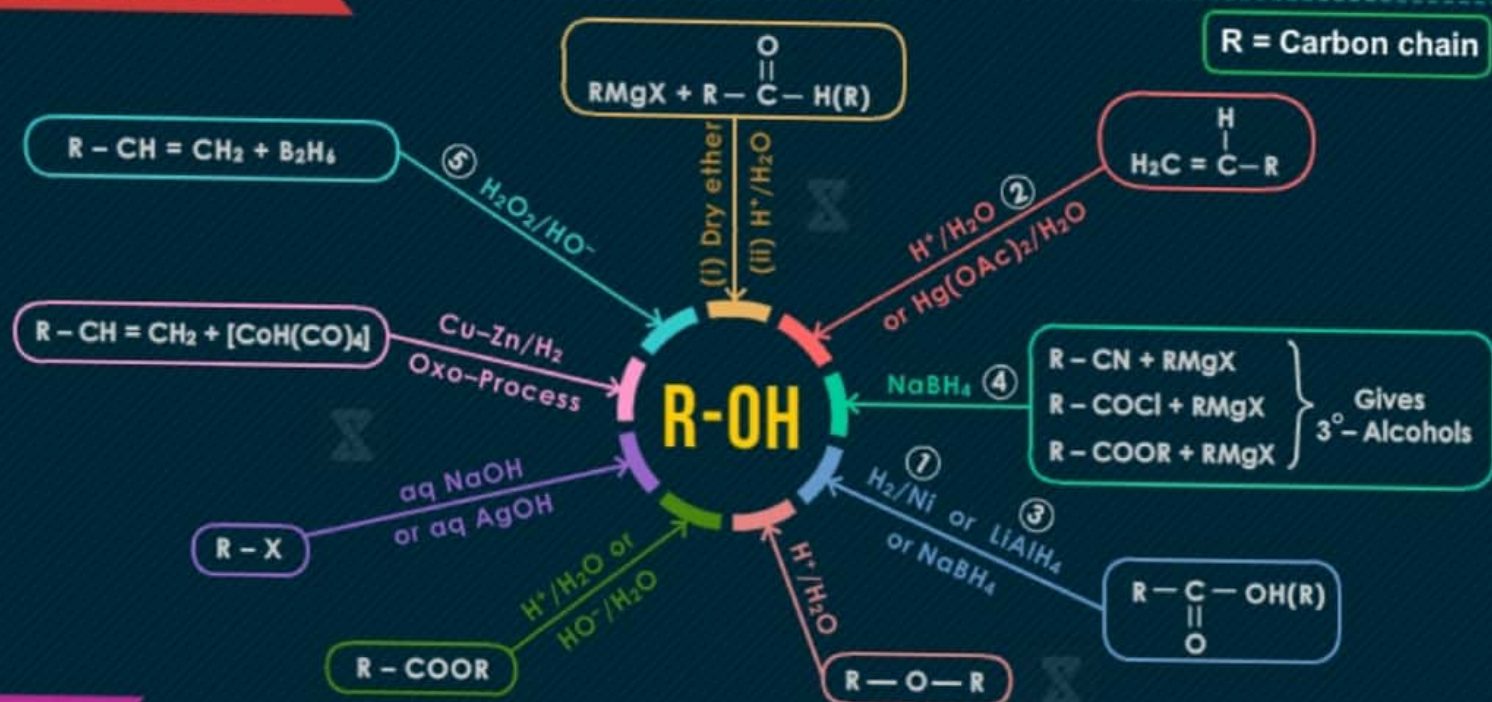 R = Carbon chain
O
||
RMgX + R – C – H(R)
(i) Dry ether
(ii) H⁺/H₂O
R – CH = CH₂ + B₂H₆
⑤ H₂O₂/HO⁻
H
|
H₂C = C – R
H⁺/H₂O ②
or Hg(OAc)₂/H₂O
R – CH = CH₂ + [CoH(CO)₄]
Cu–Zn/H₂
Oxo–Process
R – CN + RMgX
R – COCl + RMgX
R – COOR + RMgX
Gives
3°– Alcohols
NaBH₄ ④
R-OH
①
H₂/Ni or LiAlH₄
③
or NaBH₄
R – C – OH(R)
||
O
aq NaOH
or aq AgOH
R – X
H⁺/H₂O or
HO⁻/H₂O
R – COOR
H⁺/H₂O
R – O – R